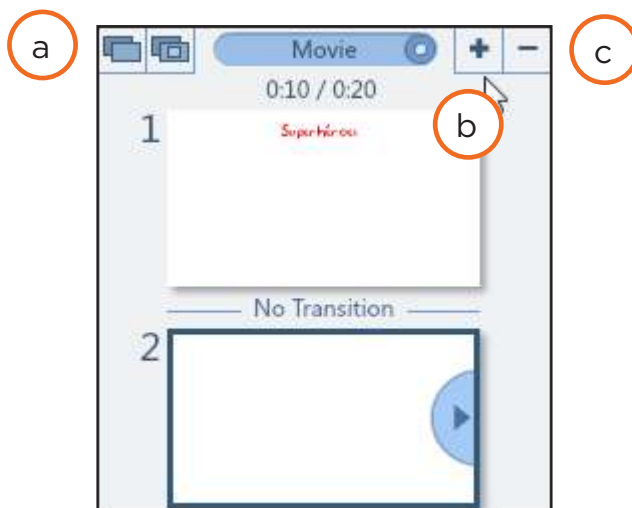 a
Movie
+
-
c
0:10 / 0:20
b
1
Superhéroes
No Transition
2